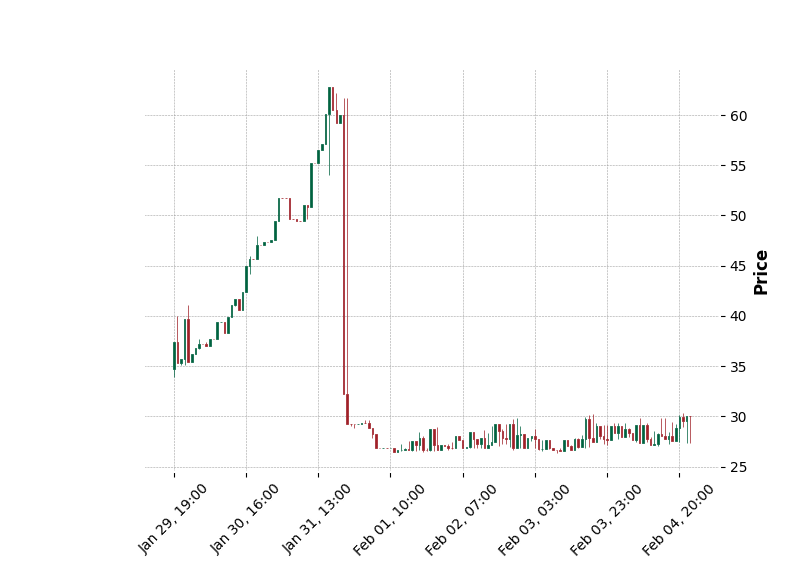 60
55
50
45
40
35
30
25
Price
Jan 29, 19:00
Jan 30, 16:00
Jan 31, 13:00
Feb 01, 10:00
Feb 02, 07:00
Feb 03, 03:00
Feb 03, 23:00
Feb 04, 20:00